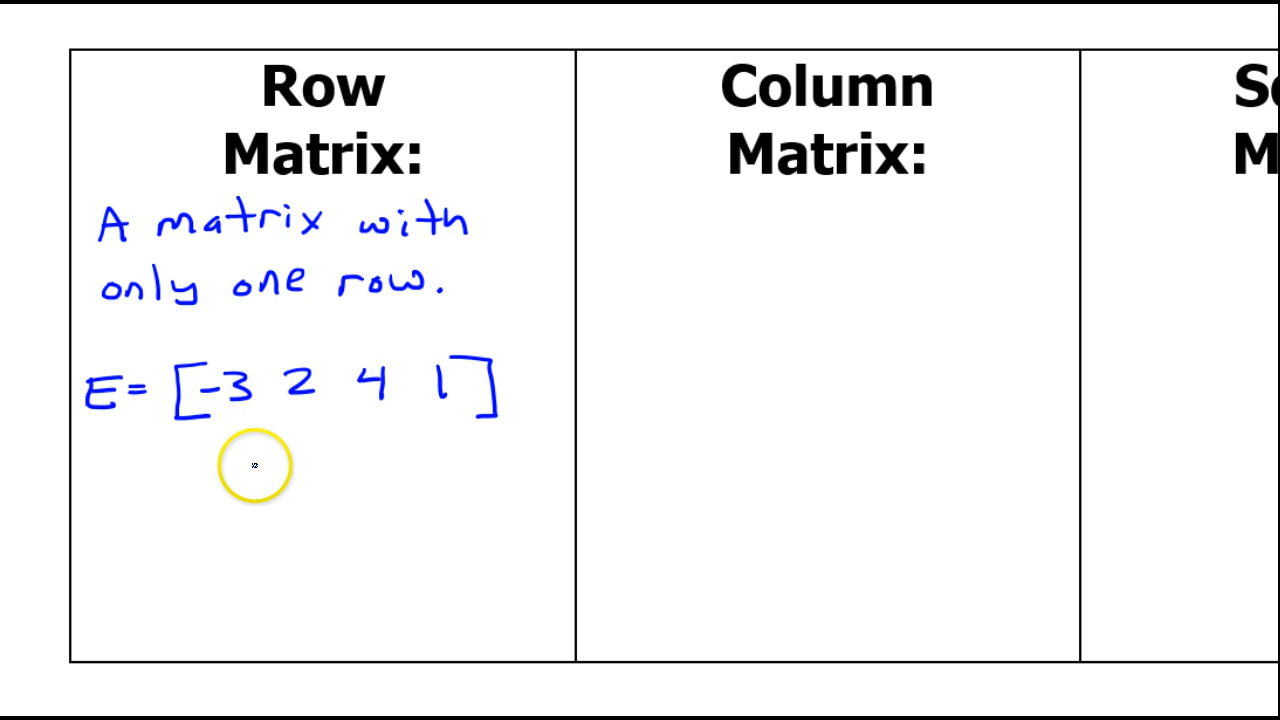 Row
Matrix:
A matrix with
only one row.
E = [-3 2 4 1]
Column
Matrix: